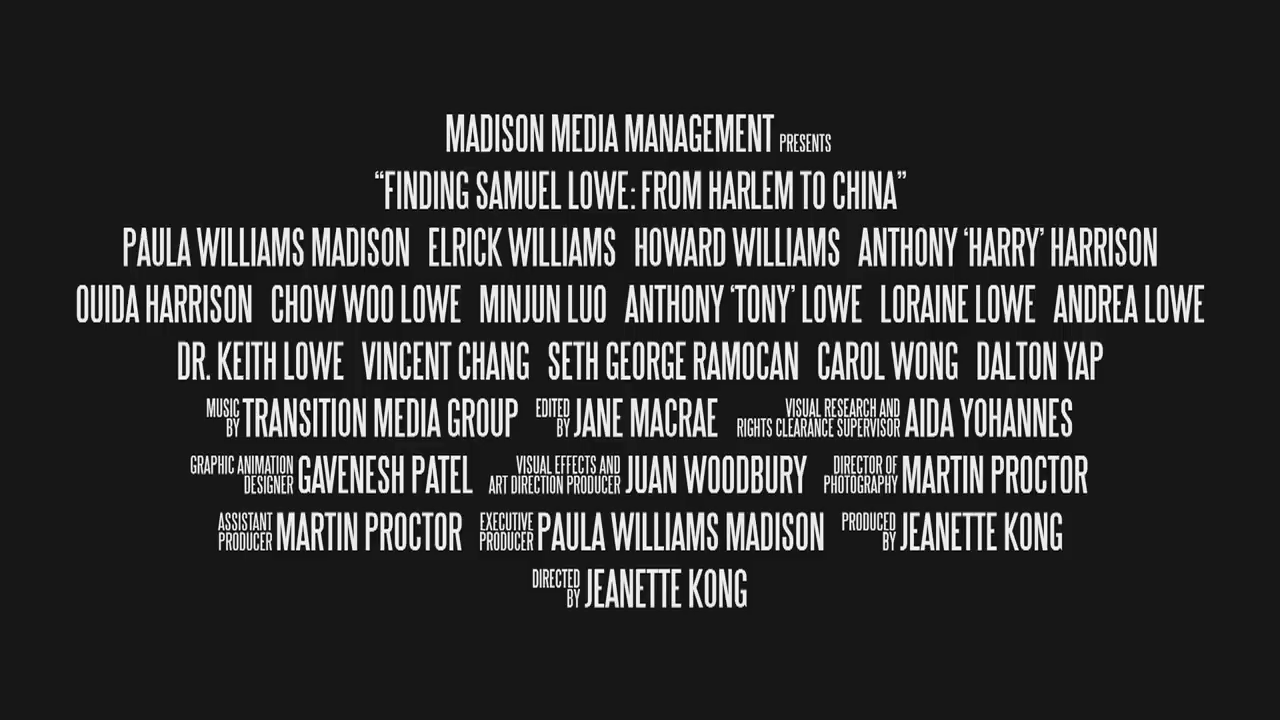 MADISON MEDIA MANAGEMENT PRESENTS
“FINDING SAMUEL LOWE: FROM HARLEM TO CHINA”
PAULA WILLIAMS MADISON ELRICK WILLIAMS HOWARD WILLIAMS ANTHONY ‘HARRY’ HARRISON
OUIDA HARRISON CHOW WOO LOWE MINJUN LUO ANTHONY ‘TONY’ LOWE LORAINE LOWE ANDREA LOWE
DR. KEITH LOWE VINCENT CHANG SETH GEORGE RAMOCAN CAROL WONG DALTON YAP
MUSIC BY TRANSITION MEDIA GROUP EDITED BY JANE MACRAE VISUAL RESEARCH AND RIGHTS CLEARANCE SUPERVISOR AIDA YOHANNES
GRAPHIC ANIMATION DESIGNER GAVENESH PATEL VISUAL EFFECTS AND ART DIRECTION PRODUCER JUAN WOODBURY DIRECTOR OF PHOTOGRAPHY MARTIN PROCTOR
ASSISTANT PRODUCER MARTIN PROCTOR EXECUTIVE PRODUCER PAULA WILLIAMS MADISON PRODUCED BY JEANETTE KONG
DIRECTED BY JEANETTE KONG